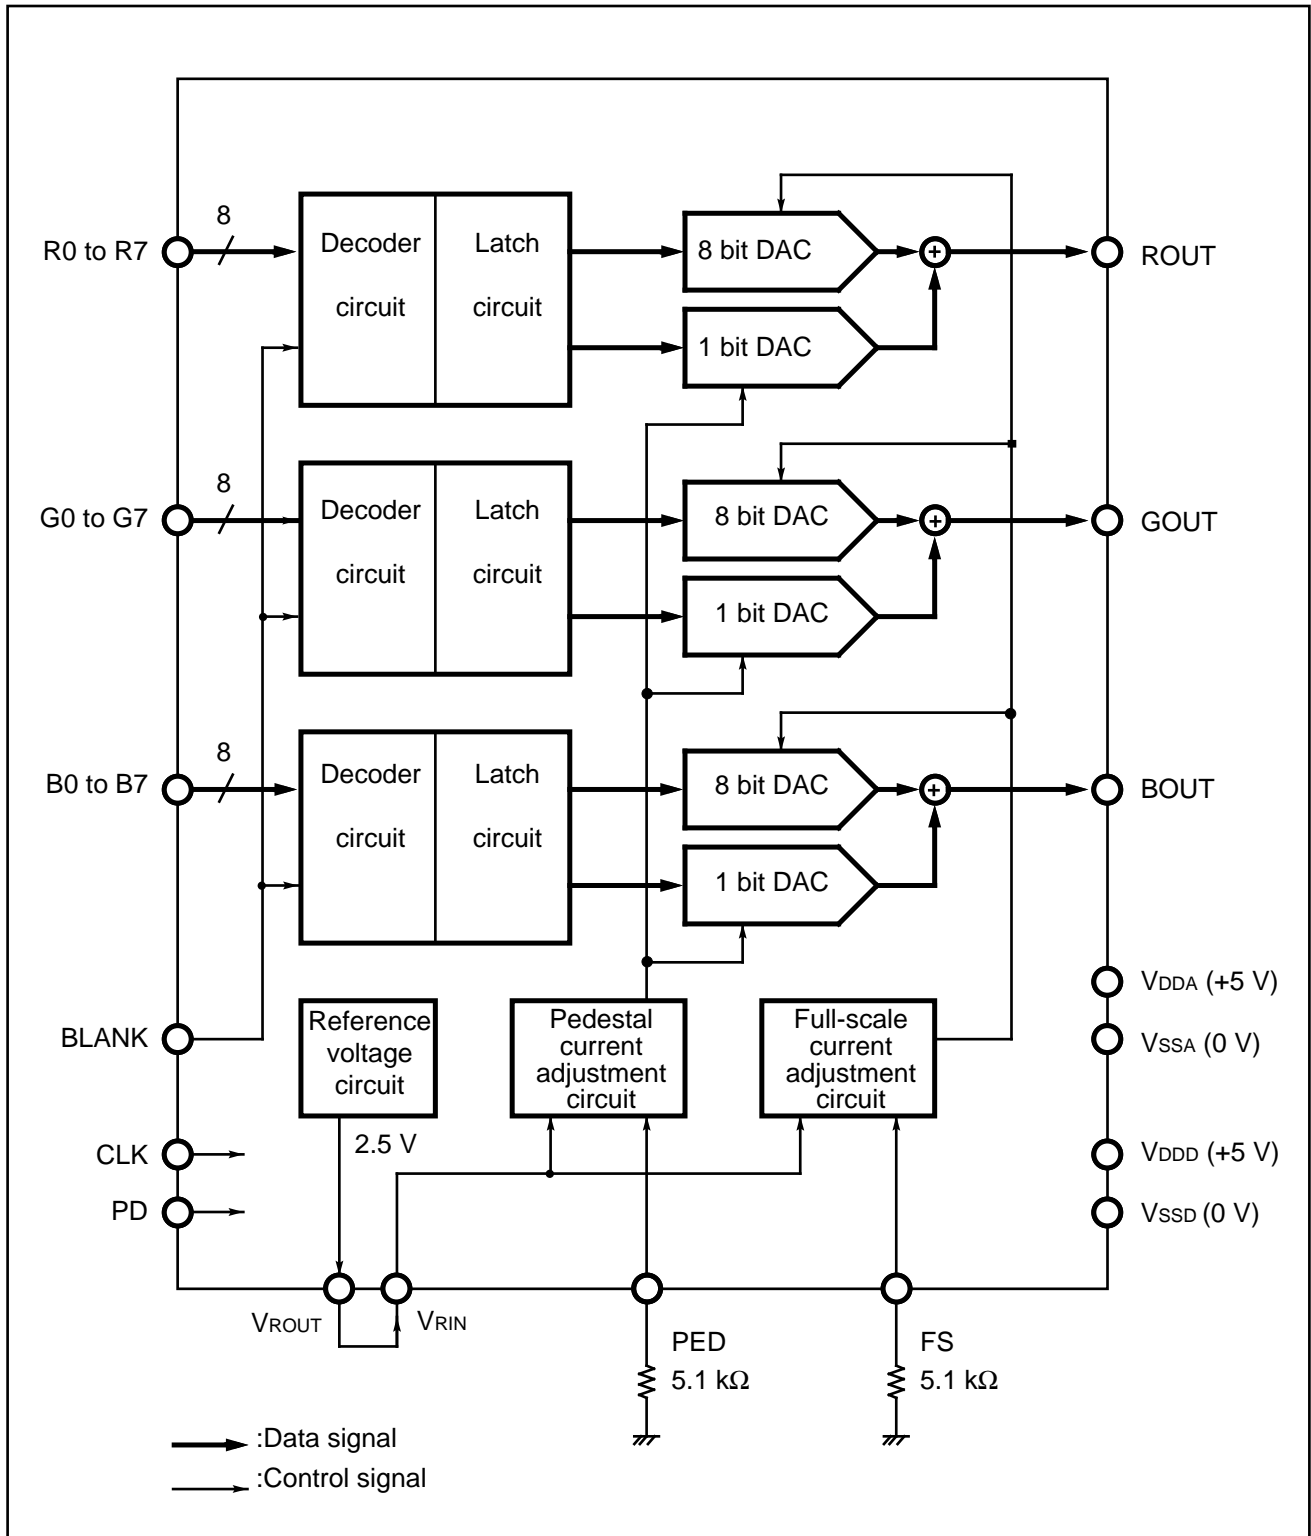 8
R0 to R7
Decoder
circuit
Latch
circuit
8 bit DAC
+
ROUT
1 bit DAC
8
G0 to G7
Decoder
circuit
Latch
circuit
8 bit DAC
+
GOUT
1 bit DAC
8
B0 to B7
Decoder
circuit
Latch
circuit
8 bit DAC
+
BOUT
1 bit DAC
BLANK
Reference
voltage
circuit
Pedestal
current
adjustment
circuit
Full-scale
current
adjustment
circuit
VDDA (+5 V)
VSSA (0 V)
CLK
2.5 V
VDDD (+5 V)
PD
VSSD (0 V)
VROUT
VRIN
PED
5.1 kΩ
FS
5.1 kΩ
:Data signal
:Control signal